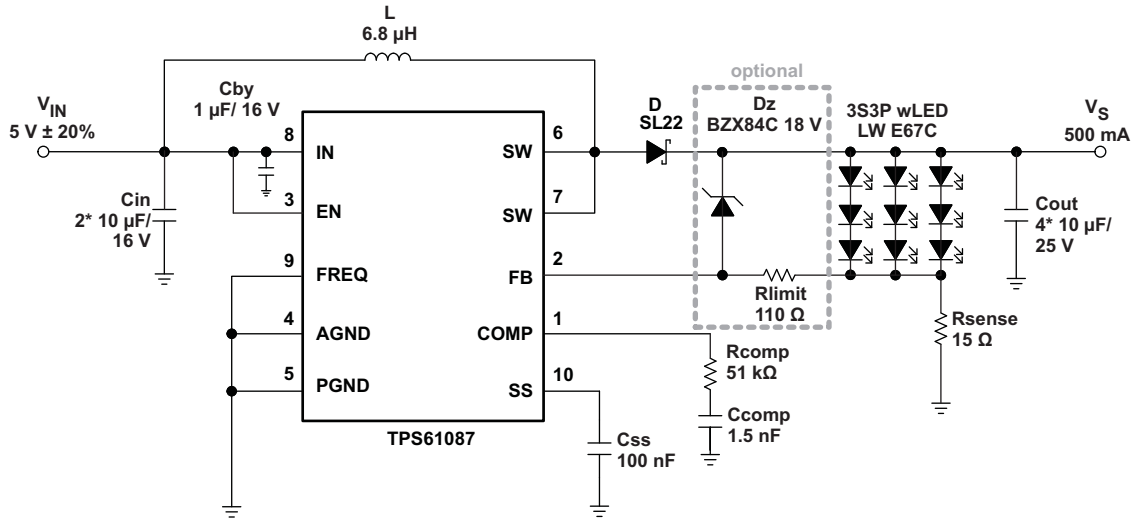 L
6.8 µH
optional
Cby
1 µF/ 16 V
V_IN
5 V ± 20%
D
SL22
Dz
BZX84C 18 V
3S3P wLED
LW E67C
V_S
500 mA
8
IN
SW
6
3
EN
SW
7
Cin
2* 10 µF/
16 V
Cout
4* 10 µF/
25 V
9
FREQ
FB
2
Rlimit
110 Ω
4
AGND
COMP
1
Rsense
15 Ω
Rcomp
51 kΩ
5
PGND
SS
10
Ccomp
1.5 nF
TPS61087
Css
100 nF